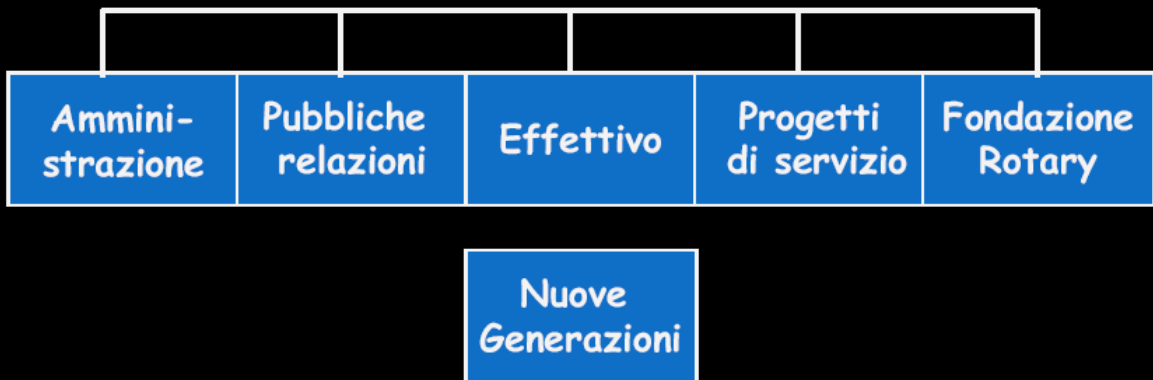 Ammini-
strazione
Pubbliche
relazioni
Effettivo
Progetti
di servizio
Fondazione
Rotary
Nuove
Generazioni